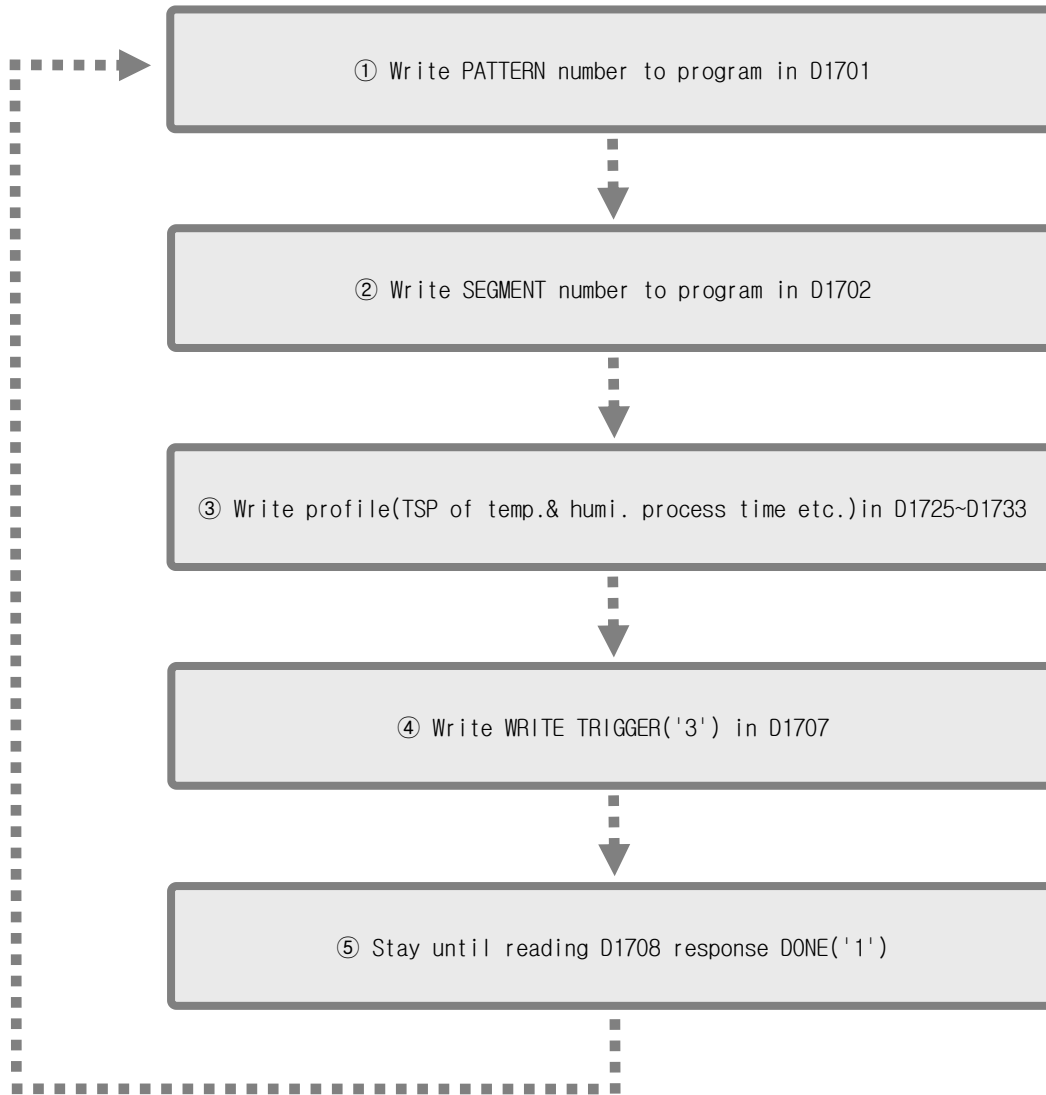 ① Write PATTERN number to program in D1701
② Write SEGMENT number to program in D1702
③ Write profile(TSP of temp.& humi. process time etc.)in D1725~D1733
④ Write WRITE TRIGGER('3') in D1707
⑤ Stay until reading D1708 response DONE('1')